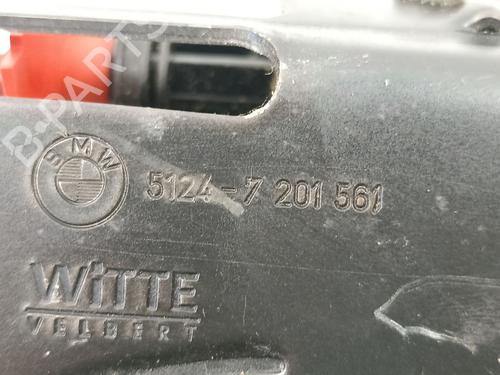 B-PARTS
BMW
5124-7 201 561
WITTE
VELBERT